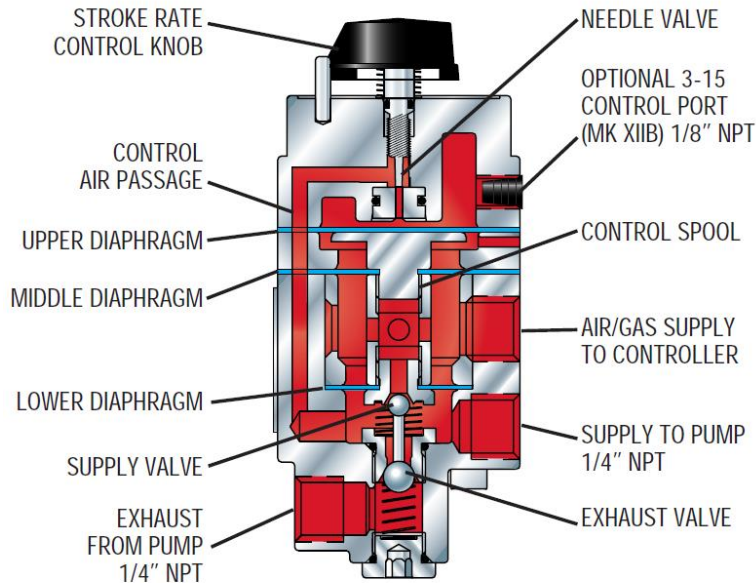 STROKE RATE
CONTROL KNOB
CONTROL
AIR PASSAGE
UPPER DIAPHRAGM
MIDDLE DIAPHRAGM
LOWER DIAPHRAGM
SUPPLY VALVE
EXHAUST
FROM PUMP
1/4” NPT
NEEDLE VALVE
OPTIONAL 3-15
CONTROL PORT
(MK XIIB) 1/8” NPT
CONTROL SPOOL
AIR/GAS SUPPLY
TO CONTROLLER
SUPPLY TO PUMP
1/4” NPT
EXHAUST VALVE